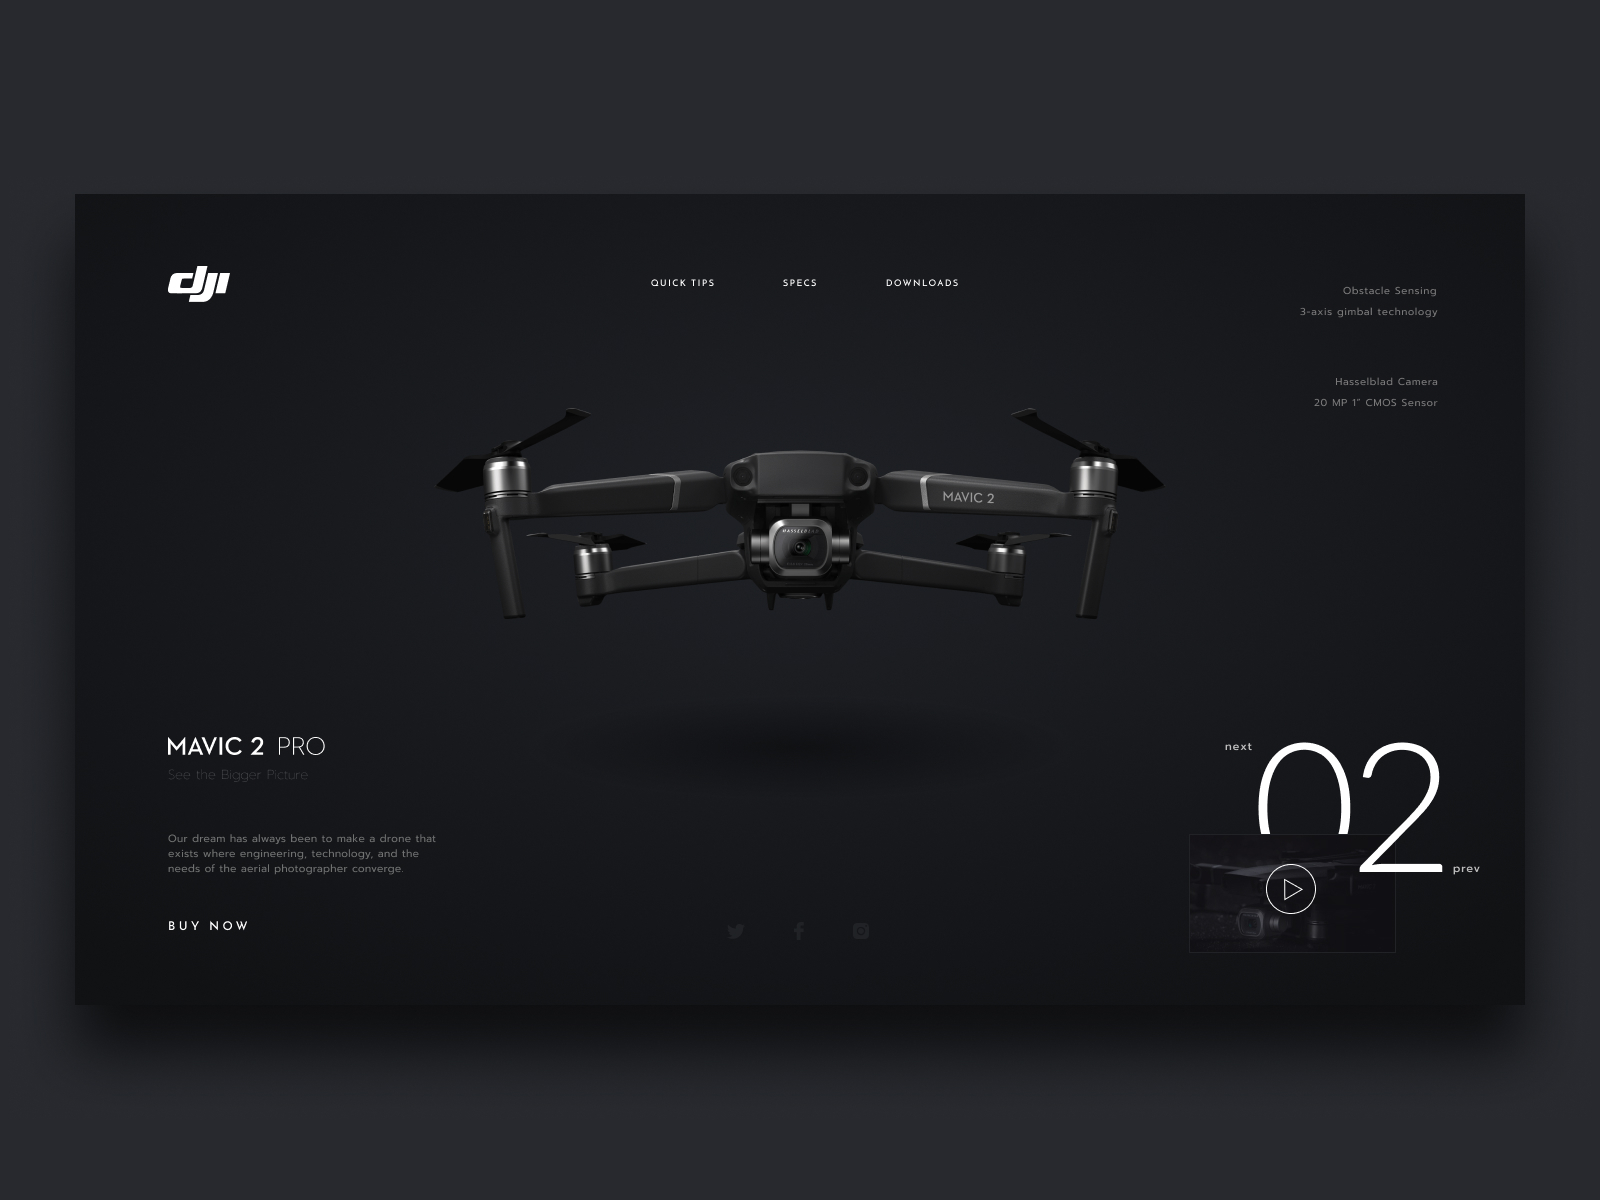 dji
QUICK TIPS
SPECS
DOWNLOADS
Obstacle Sensing
3-axis gimbal technology
Hasselblad Camera
20 MP 1" CMOS Sensor
MAVIC 2
HASSELBLAD
MAVIC 2 PRO
See the Bigger Picture
Our dream has always been to make a drone that
exists where engineering, technology, and the
needs of the aerial photographer converge.
BUY NOW
next
02
prev